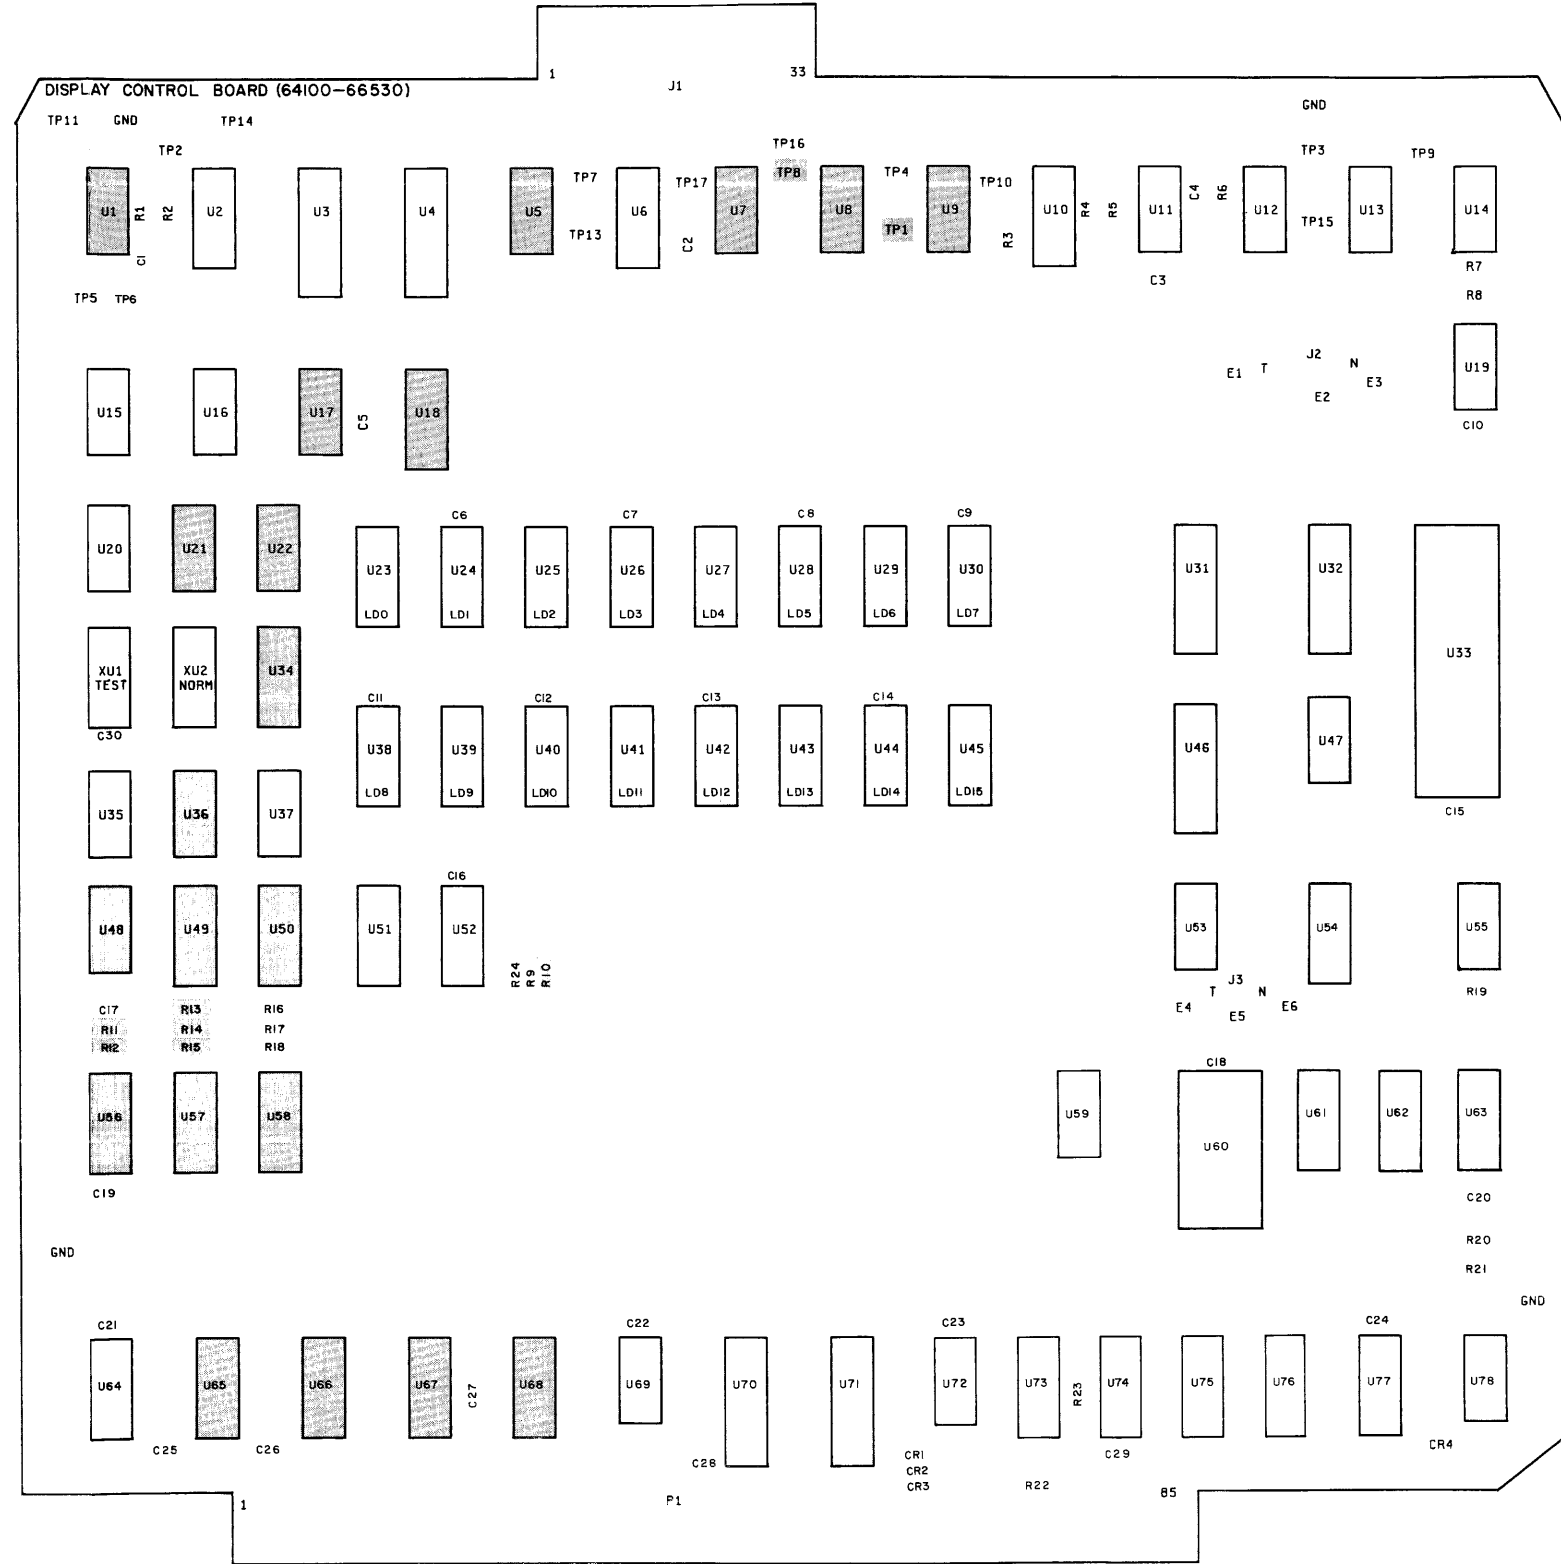 1
33
J1
DISPLAY CONTROL BOARD (64100-66530)
TP11 GND TP14
GND
TP2
TP16
TP3 TP9
TP7 TP17 TP8 TP4 TP10
U1 R1 R2 U2 U3 U4 U5 U6 U7 U8 U9 U10 R4 R5 U11 C4 R6 U12 U13 U14
TP13 C2 TP1 R3 TP15
C1
R7
C3
TP5 TP6
R8
J2
E1 T N U19
E3
E2
U15 U16 U17 C5 U18
C10
C6 C7 C8 C9
U20 U21 U22
U23 U24 U25 U26 U27 U28 U29 U30 U31 U32
LD0 LD1 LD2 LD3 LD4 LD5 LD6 LD7
U33
XU1 TEST
XU2 NORM
U34
C11 C12 C13 C14
C30
U38 U39 U40 U41 U42 U43 U44 U45 U46 U47
LD8 LD9 LD10 LD11 LD12 LD13 LD14 LD15
U35 U36 U37
C15
C16
U48 U49 U50 U51 U52 U53 U54 U55
R24 R9 R10
J3
T N
R19
E4 E5 E6
C17 R13 R16
R11 R14 R17
R12 R15 R18
C18
U56 U57 U58 U59 U60 U61 U62 U63
C19
C20
R20
GND
R21
GND
C21 C22 C23 C24
U64 U65 U66 U67 C27 U68 U69 U70 U71 U72 U73 R23 U74 U75 U76 U77 U78
C25 C26
C28
CR1
C29
CR4
CR2
CR3
R22
1
P1
85